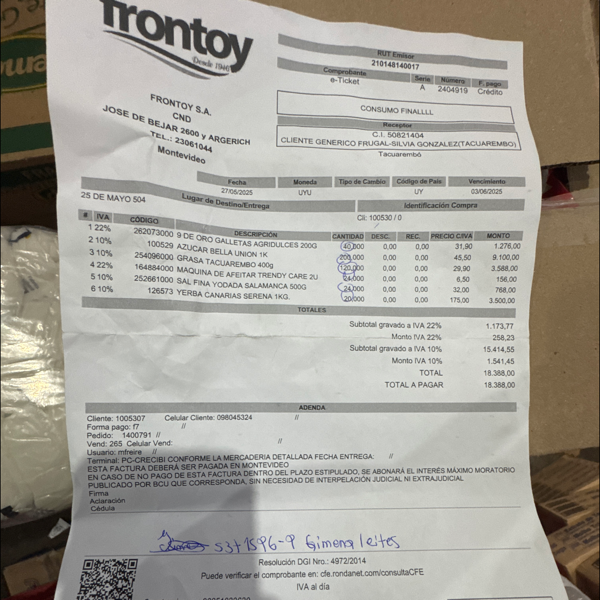 frontoy
Desde 1946
FRONTOY S.A.
CND
JOSE DE BEJAR 2600 y ARGERICH
TEL.: 23061044
Montevideo
RUT Emisor
210148140017
Comprobante Serie Número F. pago
e-Ticket A 2404919 Crédito
CONSUMO FINALLLL
Receptor
C.I. 50821404
CLIENTE GENERICO FRUGAL-SILVIA GONZALEZ(TACUAREMBO)
Tacuarembó
Fecha Moneda Tipo de Cambio Código de País Vencimiento
27/05/2025 UYU UY 03/06/2025
Lugar de Destino/Entrega Identificación Compra
25 DE MAYO 504 CII: 100530 / 0
# IVA CÓDIGO DESCRIPCIÓN CANTIDAD DESC. REC. PRECIO C/IVA MONTO
1 22% 262073000 9 DE ORO GALLETAS AGRIDULCES 200G 40,000 0,00 0,00 31,90 1.276,00
2 10% 100529 AZUCAR BELLA UNION 1K 200,000 0,00 0,00 45,50 9.100,00
3 10% 254096000 GRASA TACUAREMBO 400g 120,000 0,00 0,00 29,90 3.588,00
4 22% 164884000 MAQUINA DE AFEITAR TRENDY CARE 2U 24,000 0,00 0,00 6,50 156,00
5 10% 252661000 SAL FINA YODADA SALAMANCA 500G 24,000 0,00 0,00 32,00 768,00
6 10% 126573 YERBA CANARIAS SERENA 1KG. 20,000 0,00 0,00 175,00 3.500,00
TOTALES
Subtotal gravado a IVA 22% 1.173,77
Monto IVA 22% 258,23
Subtotal gravado a IVA 10% 15.414,55
Monto IVA 10% 1.541,45
TOTAL 18.388,00
TOTAL A PAGAR 18.388,00
ADENDA
Cliente: 1005307 Celular Cliente: 098045324 //
Forma pago: f7 //
Pedido: 1400791 //
Vend: 265 Celular Vend: //
Usuario: mfreire //
Terminal: PC-CRECIBI CONFORME LA MERCADERIA DETALLADA FECHA ENTREGA: //
ESTA FACTURA DEBERÁ SER PAGADA EN MONTEVIDEO
EN CASO DE NO PAGO DE ESTA FACTURA DENTRO DEL PLAZO ESTIPULADO, SE ABONARÁ EL INTERÉS MÁXIMO MORATORIO
PUBLICADO POR BCU QUE CORRESPONDA, SIN NECESIDAD DE INTERPELACIÓN JUDICIAL NI EXTRAJUDICIAL
Firma
Aclaración
Cédula
Gimena leites
Resolución DGI Nro.: 4972/2014
Puede verificar el comprobante en: cfe.rondanet.com/consultaCFE
IVA al día